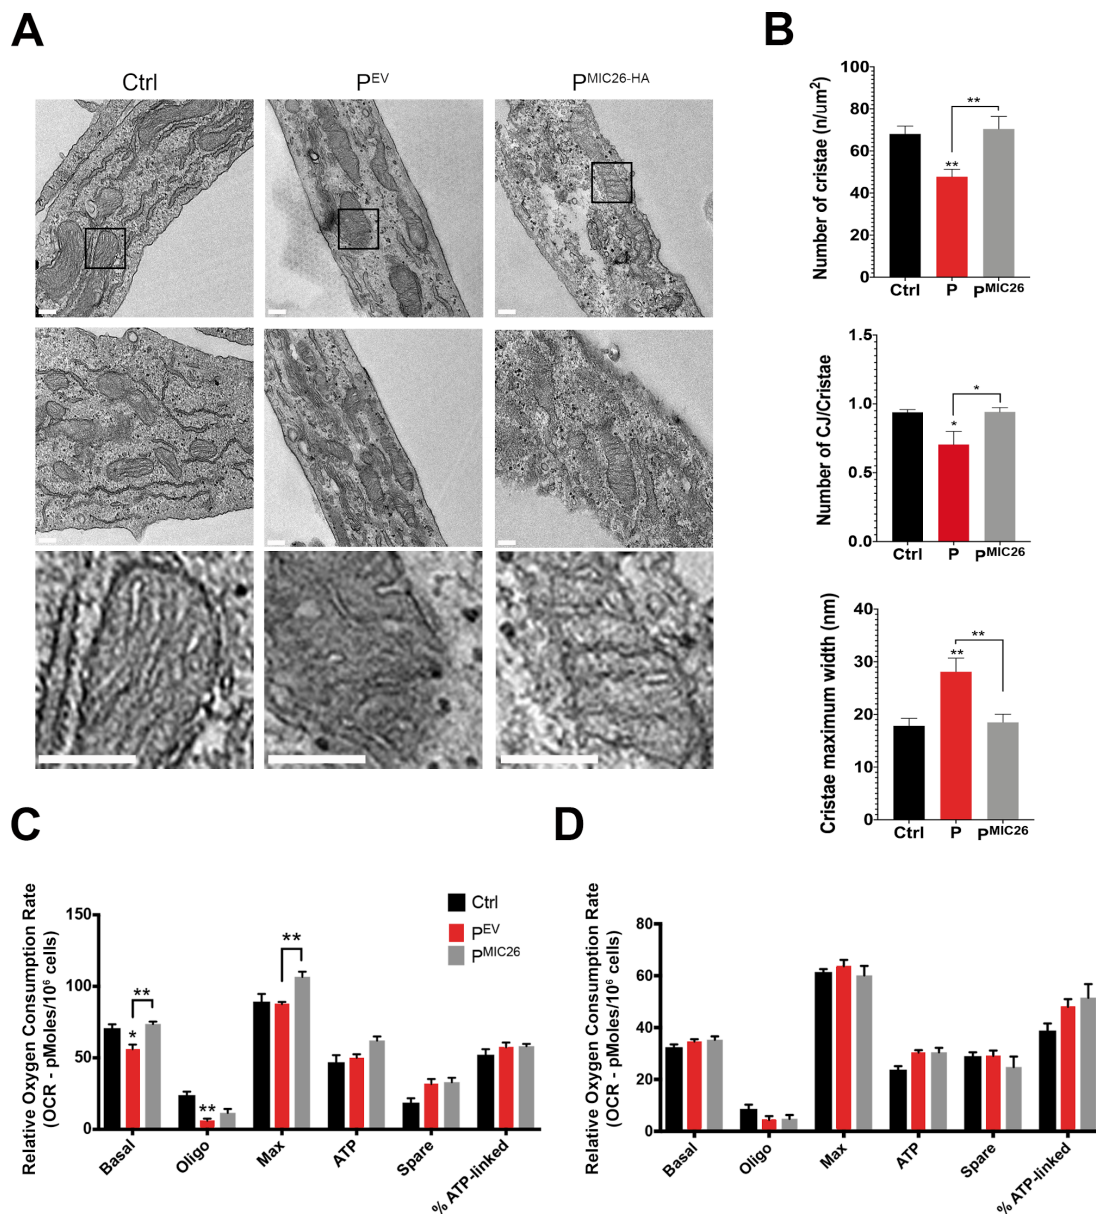 A
Ctrl
P^EV
P^MIC26-HA
B
Number of cristae (n/um²)
100
80
60
40
20
0
**
**
Ctrl
P
P^MIC26
Number of CJ/Cristae
1.5
1.0
0.5
0.0
*
*
Ctrl
P
P^MIC26
Cristae maximum width (nm)
40
30
20
10
0
**
**
Ctrl
P
P^MIC26
C
Relative Oxygen Consumption Rate
(OCR - pMoles/10⁶ cells)
150
100
50
0
**
*
**
**
Ctrl
P^EV
P^MIC26
Basal
Oligo
Max
ATP
Spare
% ATP-linked
D
Relative Oxygen Consumption Rate
(OCR - pMoles/10⁶ cells)
80
60
40
20
0
Basal
Oligo
Max
ATP
Spare
% ATP-linked